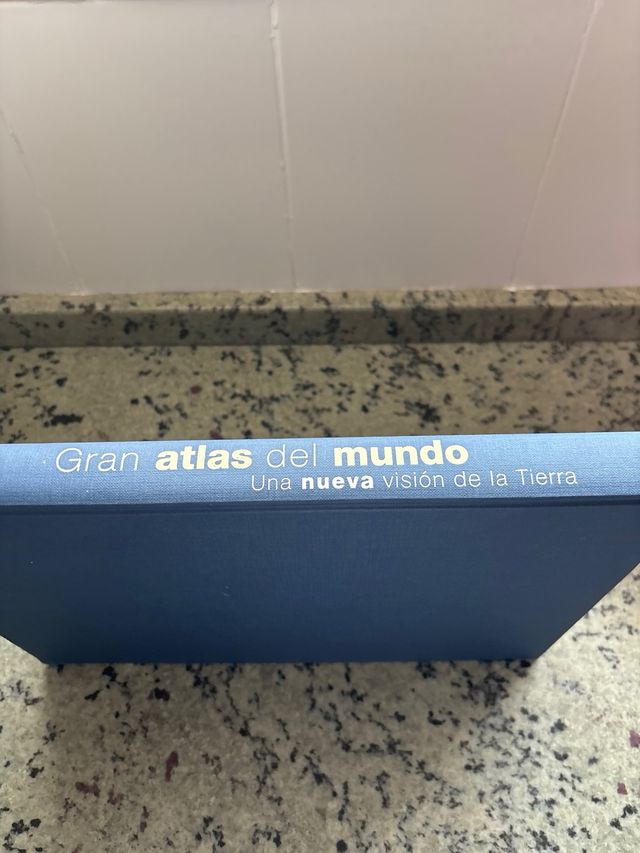 Gran atlas del mundo
Una nueva visión de la Tierra